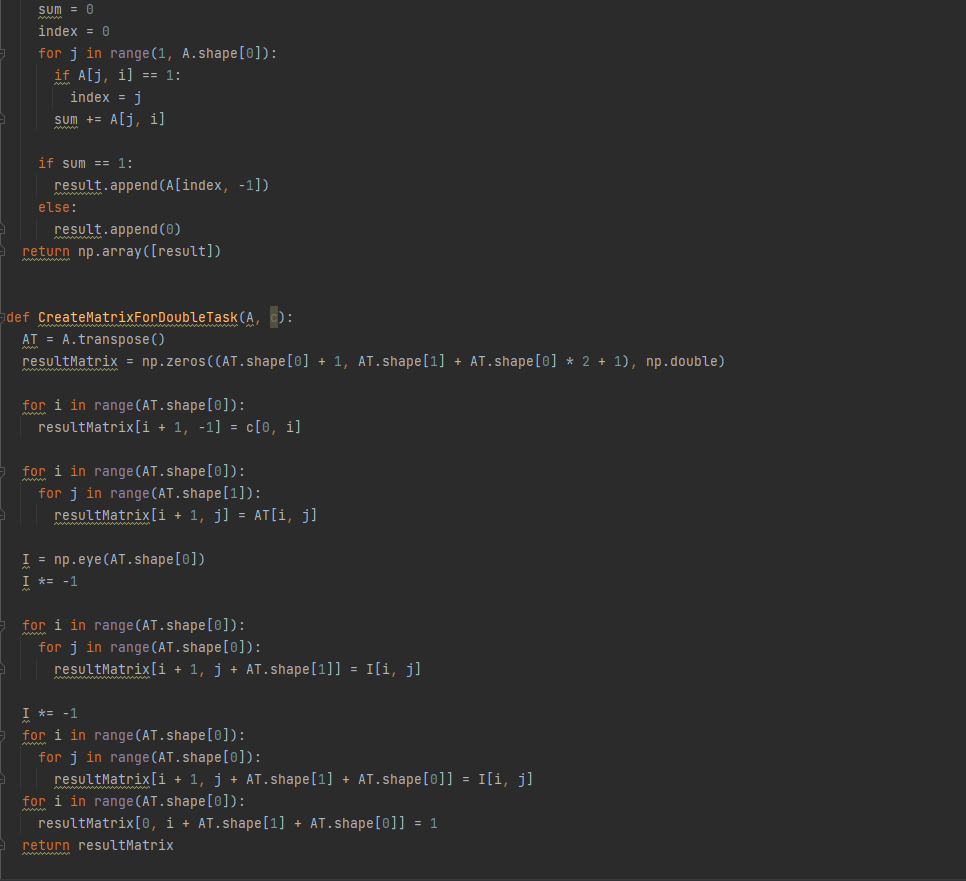 sum = 0
index = 0
for j in range(1, A.shape[0]):
if A[j, i] == 1:
index = j
sum += A[j, i]
if sum == 1:
result.append(A[index, -1])
else:
result.append(0)
return np.array([result])
def CreateMatrixForDoubleTask(A, c):
AT = A.transpose()
resultMatrix = np.zeros((AT.shape[0] + 1, AT.shape[1] + AT.shape[0] * 2 + 1), np.double)
for i in range(AT.shape[0]):
resultMatrix[i + 1, -1] = c[0, i]
for i in range(AT.shape[0]):
for j in range(AT.shape[1]):
resultMatrix[i + 1, j] = AT[i, j]
I = np.eye(AT.shape[0])
I *= -1
for i in range(AT.shape[0]):
for j in range(AT.shape[0]):
resultMatrix[i + 1, j + AT.shape[1]] = I[i, j]
I *= -1
for i in range(AT.shape[0]):
for j in range(AT.shape[0]):
resultMatrix[i + 1, j + AT.shape[1] + AT.shape[0]] = I[i, j]
for i in range(AT.shape[0]):
resultMatrix[0, i + AT.shape[1] + AT.shape[0]] = 1
return resultMatrix